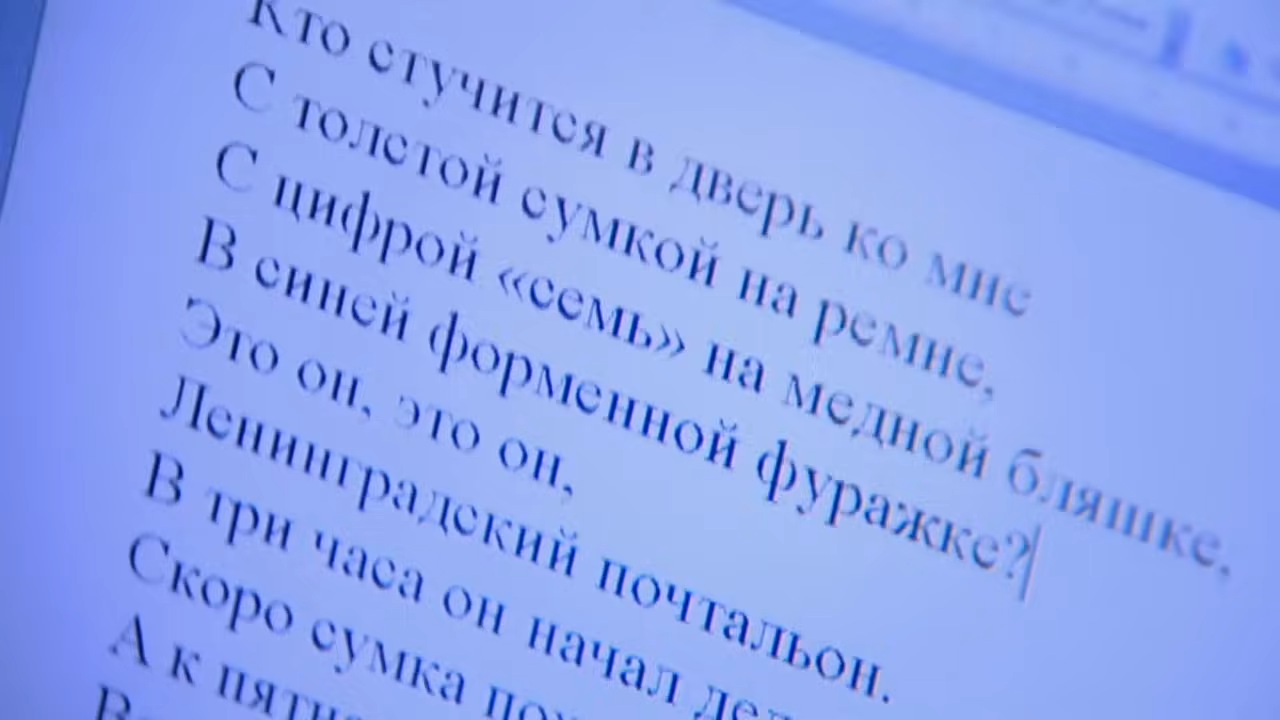 Кто стучится в дверь ко мне
С толстой сумкой на ремне,
С цифрой «семь» на медной бляшке,
В синей форменной фуражке?
Это он, это он,
Ленинградский почтальон.
В три часа он начал
Скоро сумка
А к